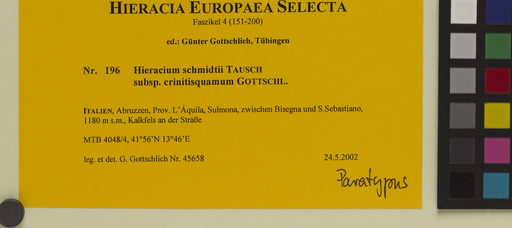 HIERACIA EUROPAEA SELECTA
Faszikel 4 (151-200)
ed.: Günter Gottschlich, Tübingen
Nr. 196 Hieracium schmidtii TAUSCH
subsp. crinitisquamum GOTTSCHL.
ITALIEN, Abruzzen, Prov. L'Áquila, Sulmona, zwischen Bisegna und S.Sebastiano,
1180 m s.m., Kalkfels an der Straße
MTB 4048/4, 41°56'N 13°46'E
leg. et det. G. Gottschlich Nr. 45658 24.5.2002
Paratypus